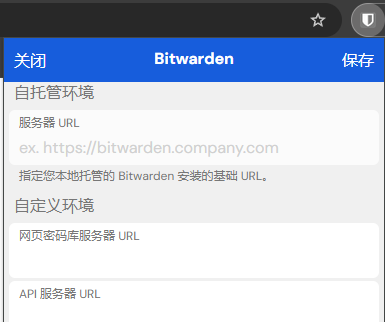 关闭 Bitwarden 保存
自托管环境
服务器 URL
ex. https://bitwarden.company.com
指定您本地托管的 Bitwarden 安装的基础 URL。
自定义环境
网页密码库服务器 URL
API 服务器 URL